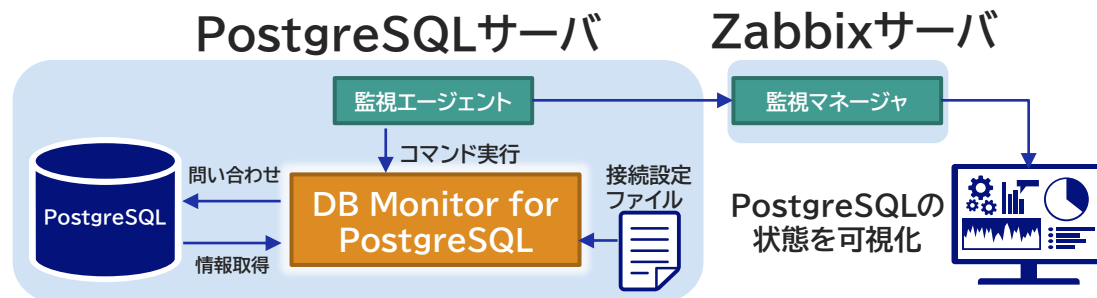 PostgreSQLサーバ
Zabbixサーバ
監視エージェント
監視マネージャ
コマンド実行
問い合わせ
接続設定
ファイル
PostgreSQL
DB Monitor for
PostgreSQL
情報取得
PostgreSQLの
状態を可視化